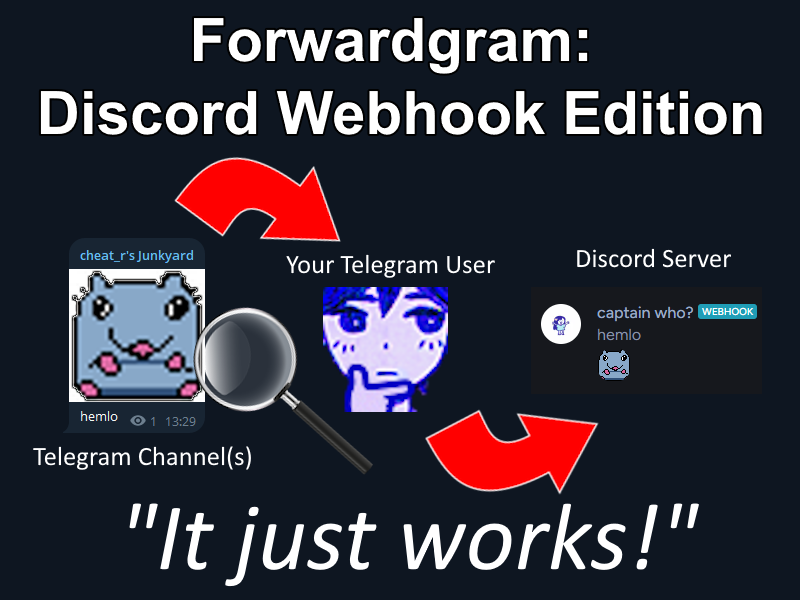 Forwardgram:
Discord Webhook Edition
cheat_r's Junkyard
hemlo 1 13:29
Telegram Channel(s)
Your Telegram User
Discord Server
captain who? WEBHOOK
hemlo
"It just works!"